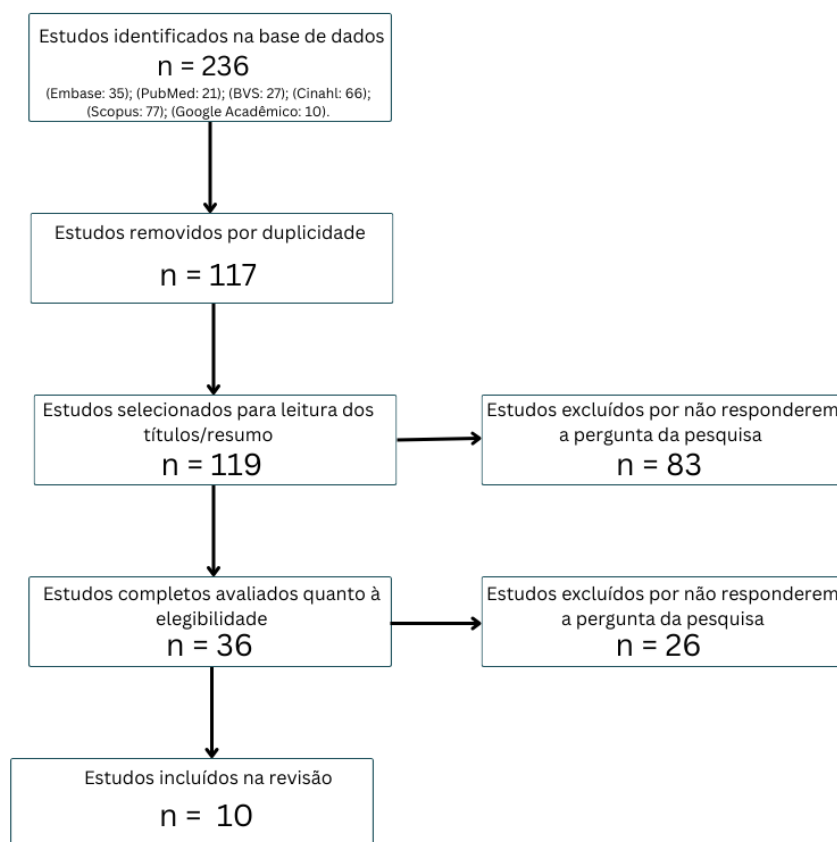 Estudos identificados na base de dados
n = 236
(Embase: 35); (PubMed: 21); (BVS: 27); (Cinahl: 66);
(Scopus: 77); (Google Acadêmico: 10).
Estudos removidos por duplicidade
n = 117
Estudos selecionados para leitura dos
títulos/resumo
n = 119
Estudos excluídos por não responderem
a pergunta da pesquisa
n = 83
Estudos completos avaliados quanto à
elegibilidade
n = 36
Estudos excluídos por não responderem
a pergunta da pesquisa
n = 26
Estudos incluídos na revisão
n = 10